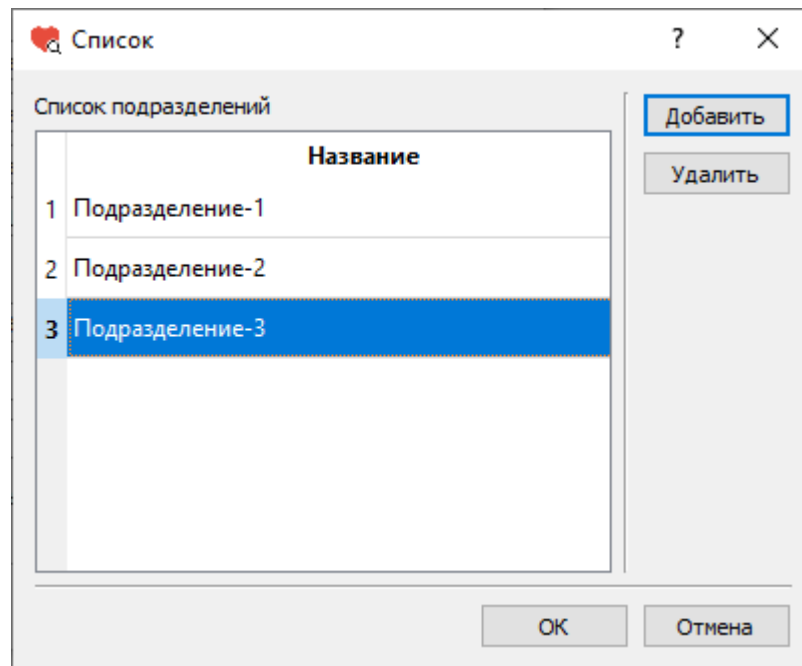 Список
?
Список подразделений
Добавить
Удалить
Название
1 Подразделение-1
2 Подразделение-2
3 Подразделение-3
OK
Отмена